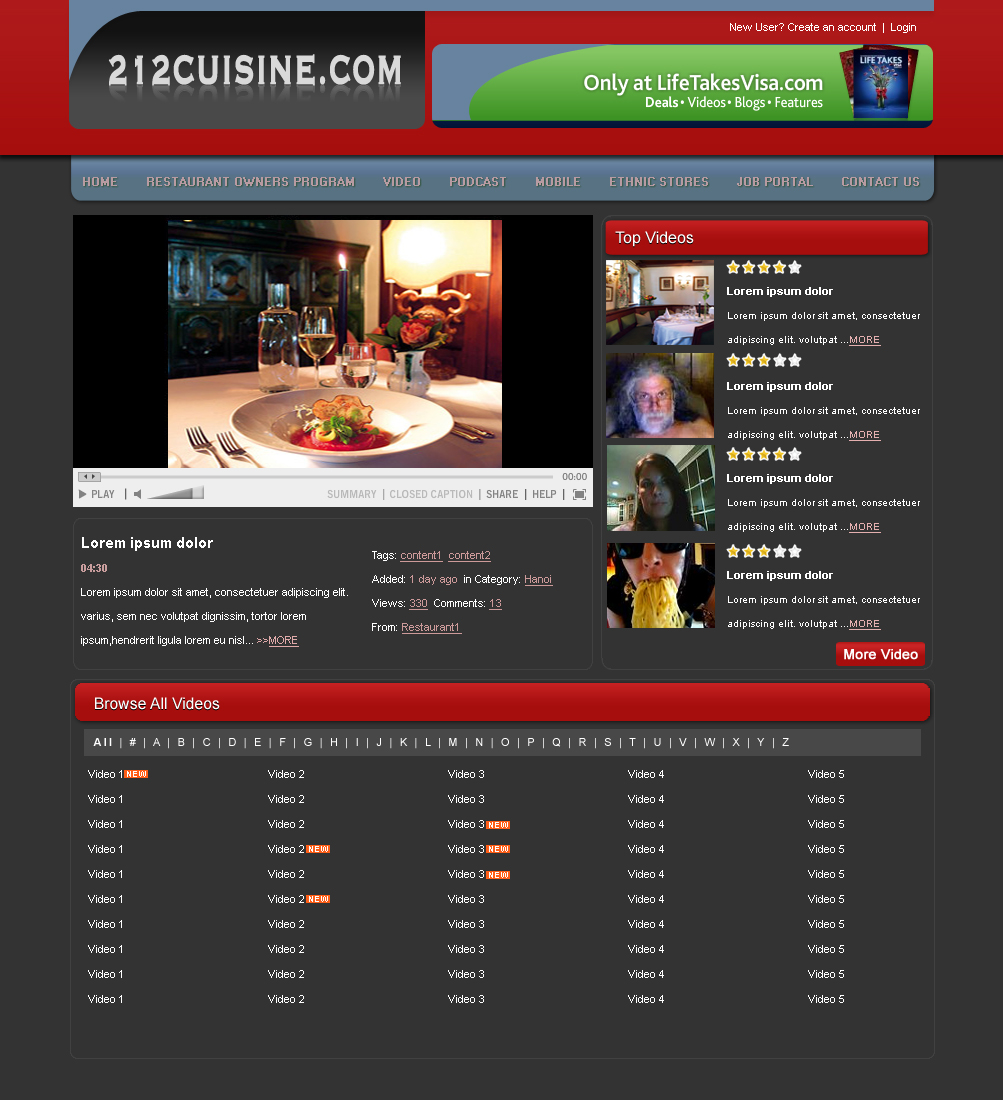 New User? Create an account | Login
212CUISINE.COM
Only at LifeTakesVisa.com
Deals • Videos • Blogs • Features
LIFE TAKES
VISA
HOME RESTAURANT OWNERS PROGRAM VIDEO PODCAST MOBILE ETHNIC STORES JOB PORTAL CONTACT US
00:00
PLAY | SUMMARY | CLOSED CAPTION | SHARE | HELP |
Lorem ipsum dolor
04:30
Lorem ipsum dolor sit amet, consectetuer adipiscing elit.
varius, sem nec volutpat dignissim, tortor lorem
ipsum,hendrerit ligula lorem eu nisl... >>MORE
Tags: content1 content2
Added: 1 day ago in Category: Hanoi
Views: 330 Comments: 13
From: Restaurant1
Top Videos
Lorem ipsum dolor
Lorem ipsum dolor sit amet, consectetuer
adipiscing elit. volutpat ...MORE
Lorem ipsum dolor
Lorem ipsum dolor sit amet, consectetuer
adipiscing elit. volutpat ...MORE
Lorem ipsum dolor
Lorem ipsum dolor sit amet, consectetuer
adipiscing elit. volutpat ...MORE
Lorem ipsum dolor
Lorem ipsum dolor sit amet, consectetuer
adipiscing elit. volutpat ...MORE
More Video
Browse All Videos
All | # | A | B | C | D | E | F | G | H | I | J | K | L | M | N | O | P | Q | R | S | T | U | V | W | X | Y | Z
Video 1 NEW Video 2 Video 3 Video 4 Video 5
Video 1 Video 2 Video 3 Video 4 Video 5
Video 1 Video 2 Video 3 NEW Video 4 Video 5
Video 1 Video 2 NEW Video 3 NEW Video 4 Video 5
Video 1 Video 2 Video 3 NEW Video 4 Video 5
Video 1 Video 2 NEW Video 3 Video 4 Video 5
Video 1 Video 2 Video 3 Video 4 Video 5
Video 1 Video 2 Video 3 Video 4 Video 5
Video 1 Video 2 Video 3 Video 4 Video 5
Video 1 Video 2 Video 3 Video 4 Video 5